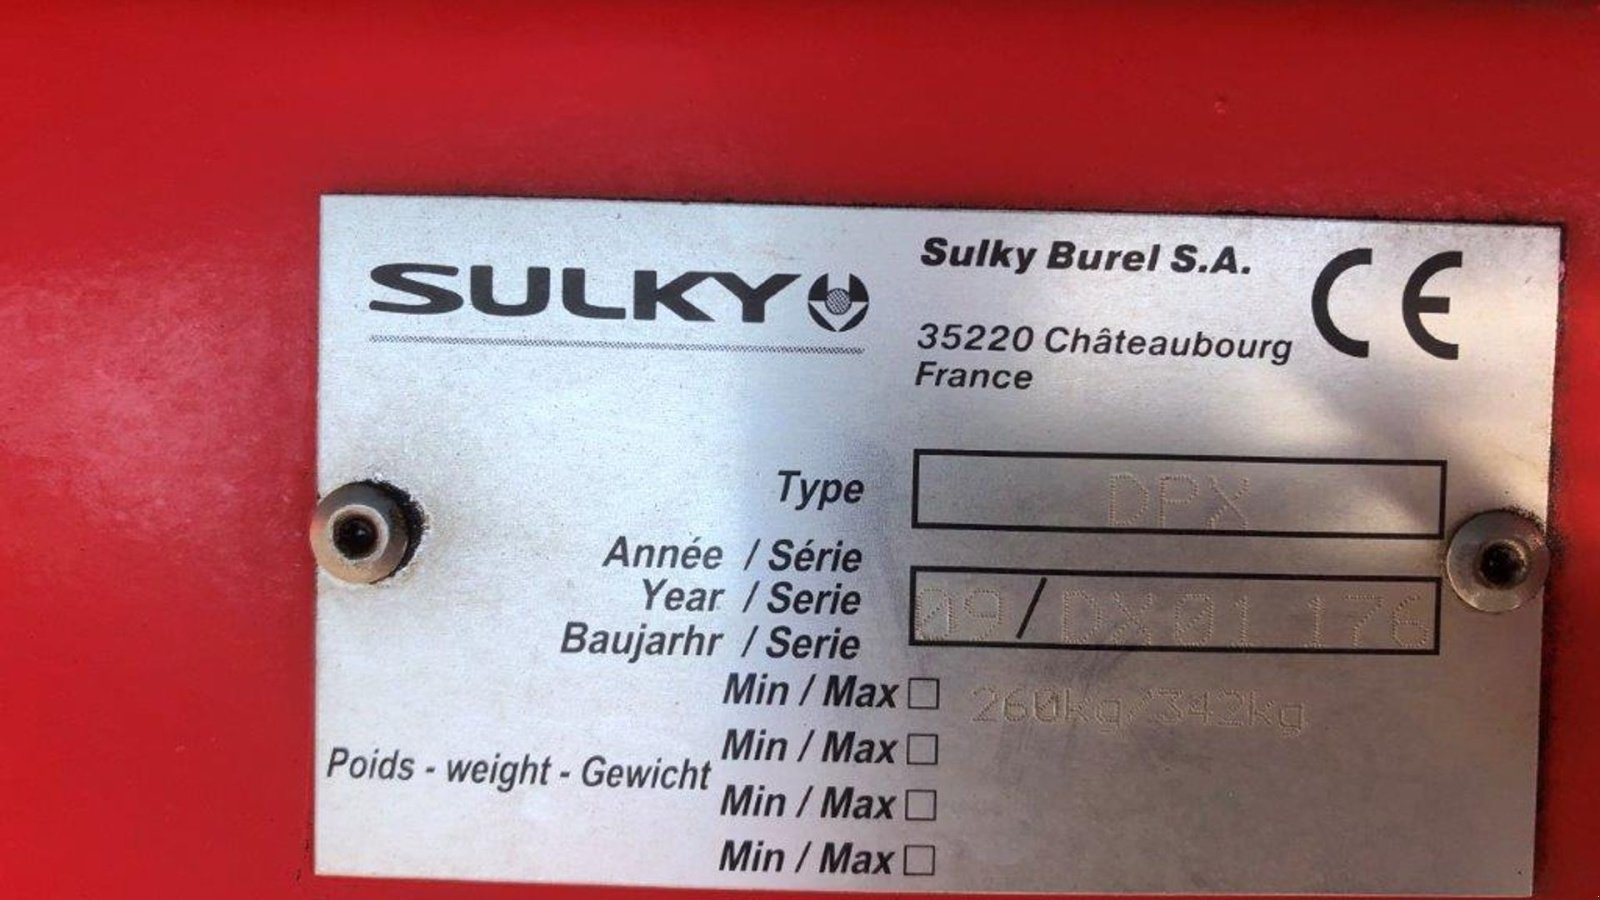 SULKY
Sulky Burel S.A.
CE
35220 Châteaubourg
France
Type DPX
Année / Série
Year / Serie 09/DX01 176
Baujarhr / Serie
Min / Max 260kg/342kg
Min / Max
Poids - weight - Gewicht
Min / Max
Min / Max